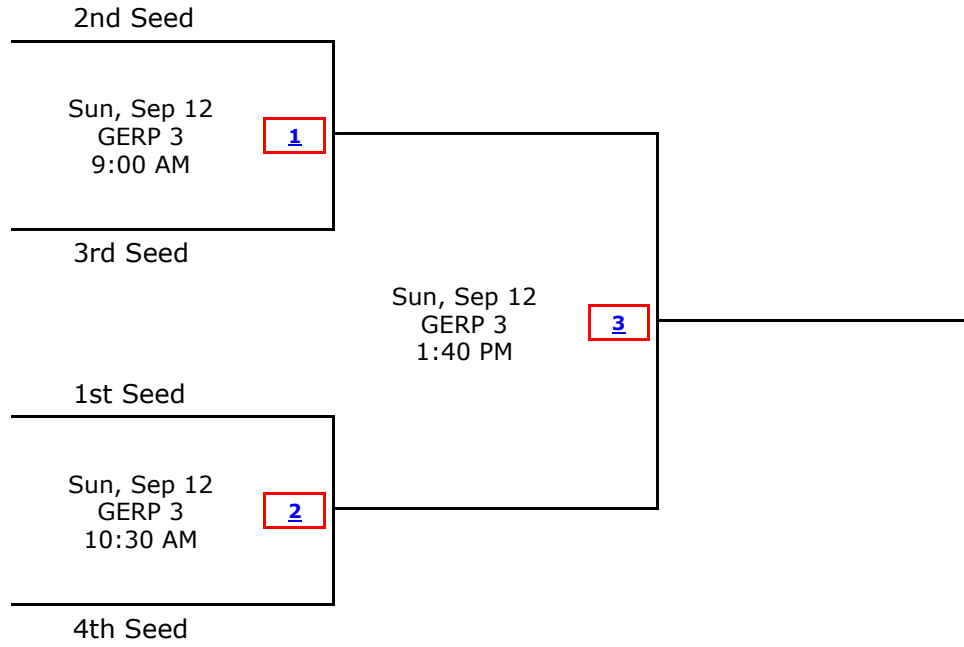 2nd Seed
Sun, Sep 12
GERP 3
9:00 AM
1
3rd Seed
Sun, Sep 12
GERP 3
1:40 PM
3
1st Seed
Sun, Sep 12
GERP 3
10:30 AM
2
4th Seed